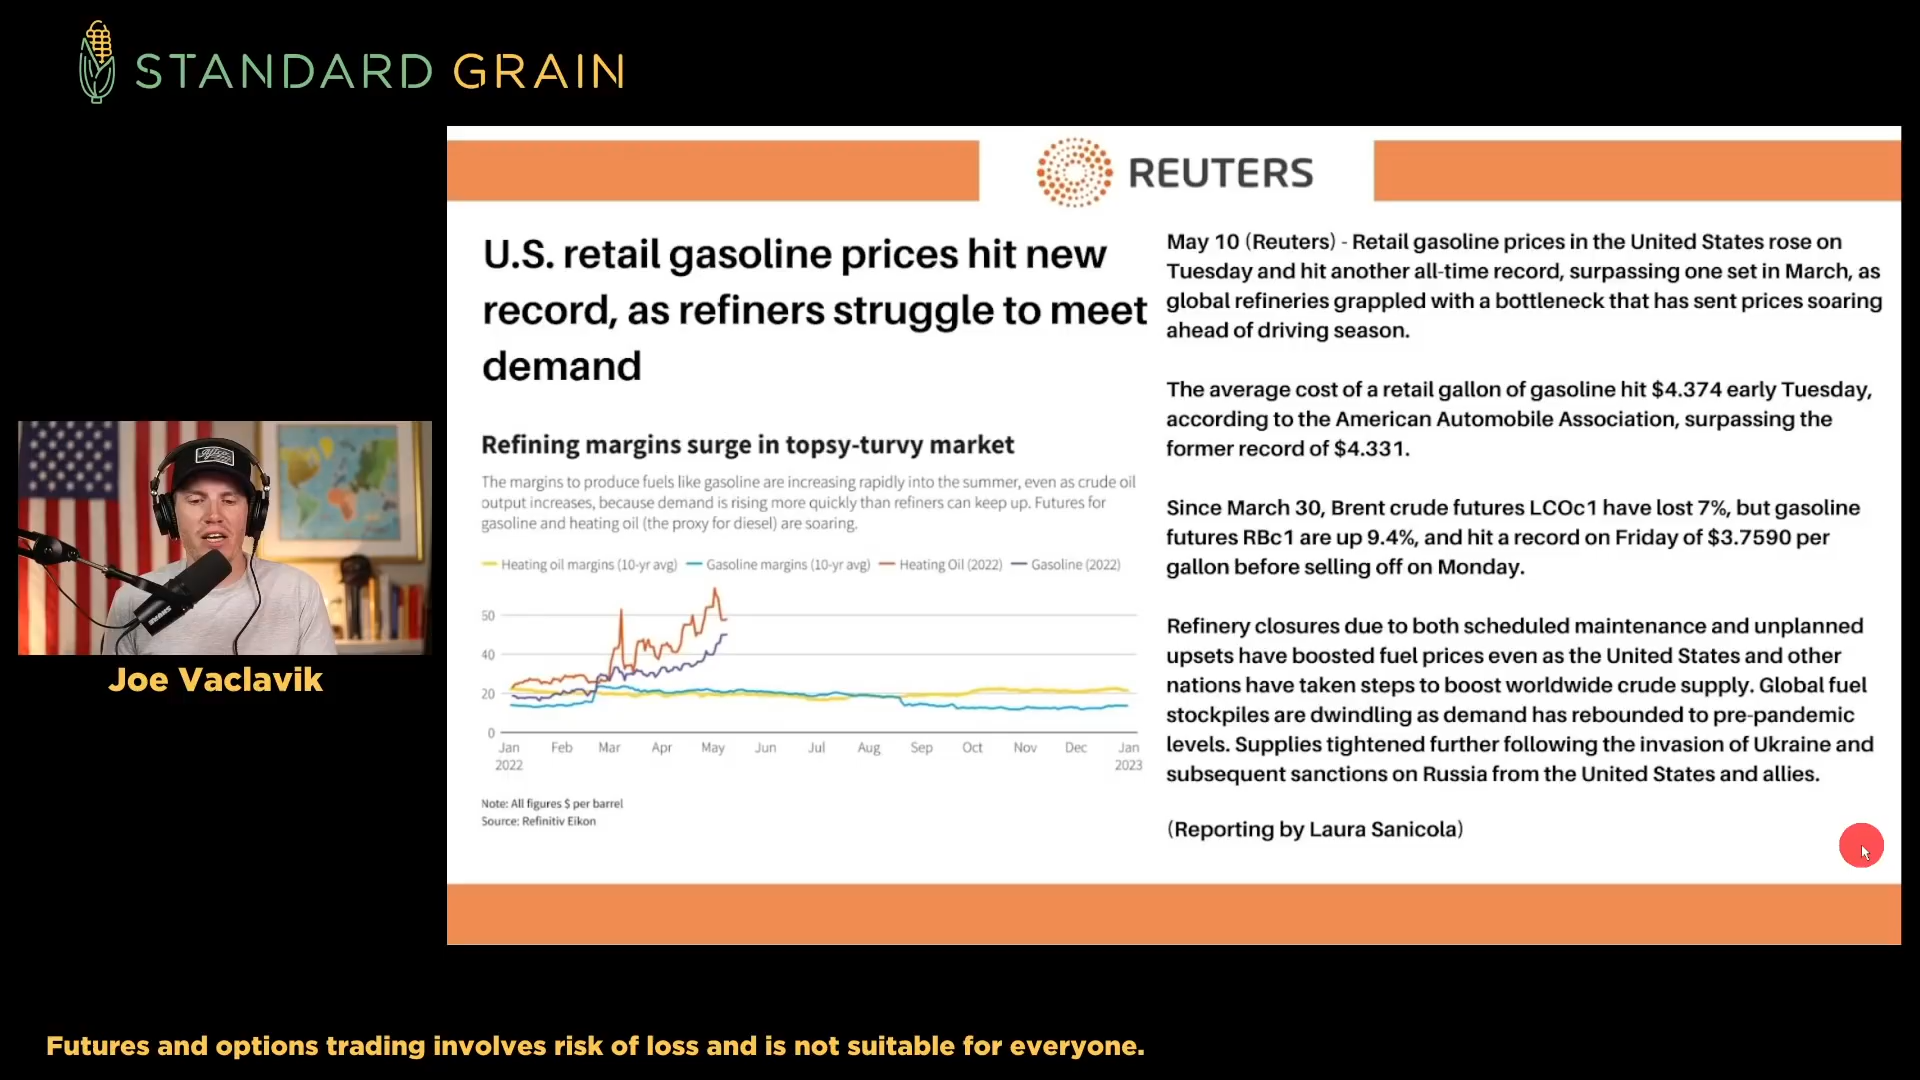 STANDARD GRAIN
REUTERS
U.S. retail gasoline prices hit new
record, as refiners struggle to meet
demand
Refining margins surge in topsy-turvy market
The margins to produce fuels like gasoline are increasing rapidly into the summer, even as crude oil
output increases, because demand is rising more quickly than refiners can keep up. Futures for
gasoline and heating oil (the proxy for diesel) are soaring.
Heating oil margins (10-yr avg) Gasoline margins (10-yr avg) Heating Oil (2022) Gasoline (2022)
50
40
20
0
Jan Feb Mar Apr May Jun Jul Aug Sep Oct Nov Dec Jan
2022 2023
Note: All figures $ per barrel
Source: Refinitiv Eikon
May 10 (Reuters) - Retail gasoline prices in the United States rose on
Tuesday and hit another all-time record, surpassing one set in March, as
global refineries grappled with a bottleneck that has sent prices soaring
ahead of driving season.
The average cost of a retail gallon of gasoline hit $4.374 early Tuesday,
according to the American Automobile Association, surpassing the
former record of $4.331.
Since March 30, Brent crude futures LCOc1 have lost 7%, but gasoline
futures RBc1 are up 9.4%, and hit a record on Friday of $3.7590 per
gallon before selling off on Monday.
Refinery closures due to both scheduled maintenance and unplanned
upsets have boosted fuel prices even as the United States and other
nations have taken steps to boost worldwide crude supply. Global fuel
stockpiles are dwindling as demand has rebounded to pre-pandemic
levels. Supplies tightened further following the invasion of Ukraine and
subsequent sanctions on Russia from the United States and allies.
(Reporting by Laura Sanicola)
Joe Vaclavik
Futures and options trading involves risk of loss and is not suitable for everyone.